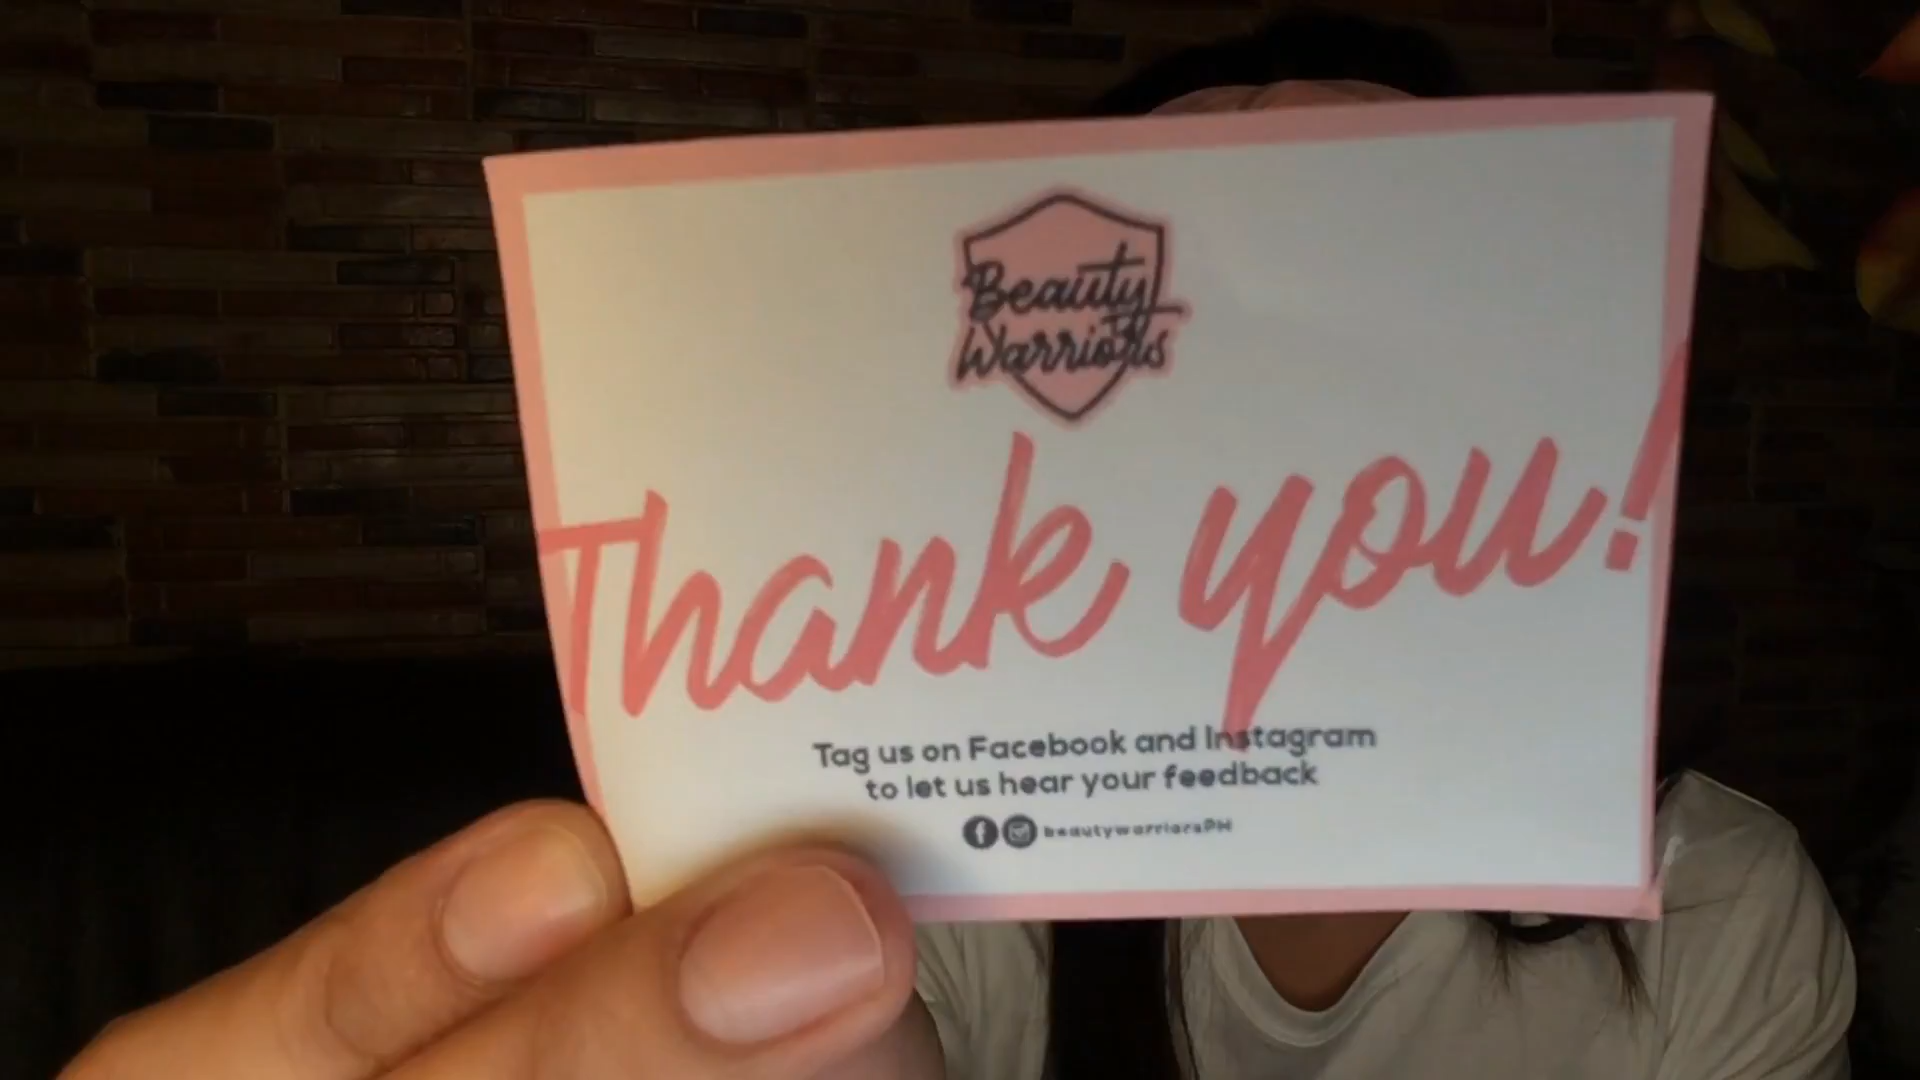 Beauty
Warriors
Thank you!
Tag us on Facebook and Instagram
to let us hear your feedback
beautywarriorsPH